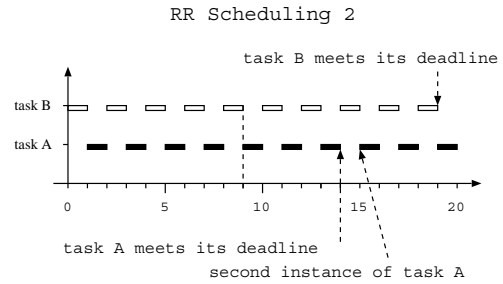 RR Scheduling 2
task B meets its deadline
task B
task A
0 5 10 15 20
task A meets its deadline
second instance of task A